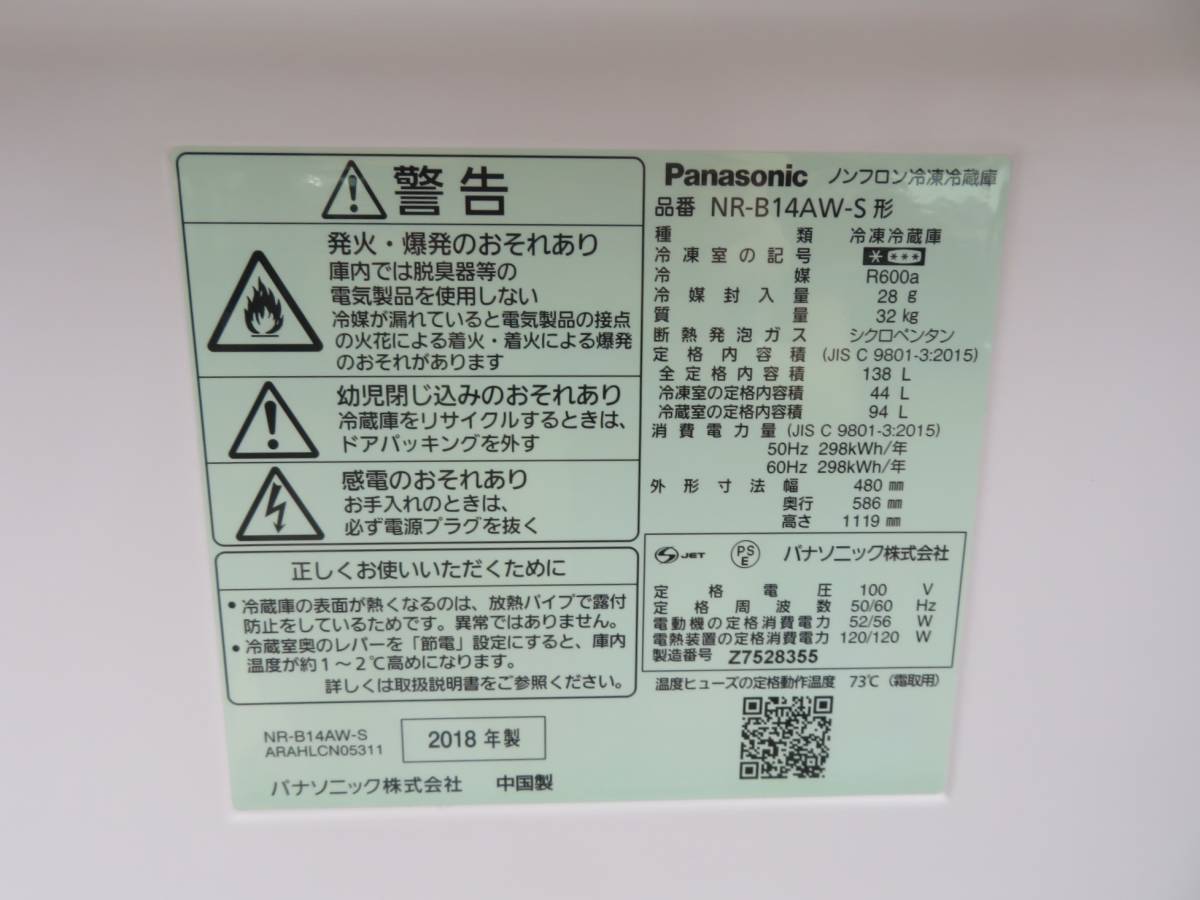 警告
発火・爆発のおそれあり
庫内では脱臭器等の
電気製品を使用しない
冷媒が漏れていると電気製品の接点
の火花による着火・着火による爆発
のおそれがあります
幼児閉じ込みのおそれあり
冷蔵庫をリサイクルするときは、
ドアパッキングを外す
感電のおそれあり
お手入れのときは、
必ず電源プラグを抜く
正しくお使いいただくために
• 冷蔵庫の表面が熱くなるのは、放熱パイプで露付
防止をしているためです。異常ではありません。
• 冷蔵室奥のレバーを「節電」設定にすると、庫内
温度が約1～2℃高めになります。
詳しくは取扱説明書をご参照ください。
NR-B14AW-S
ARAHLCN05311
2018 年製
パナソニック株式会社 中国製
Panasonic ノンフロン冷凍冷蔵庫
品番 NR-B14AW-S 形
種類 冷凍冷蔵庫
冷凍室の記号 * ***
冷媒 R600a
冷媒封入量 28 g
質量 32 kg
断熱発泡ガス シクロペンタン
定格内容積 (JIS C 9801-3:2015)
全定格内容積 138 L
冷凍室の定格内容積 44 L
冷蔵室の定格内容積 94 L
消費電力量 (JIS C 9801-3:2015)
50Hz 298kWh/年
60Hz 298kWh/年
外形寸法 幅 480 mm
奥行 586 mm
高さ 1119 mm
S JET PSE パナソニック株式会社
定格電圧 100 V
定格周波数 50/60 Hz
電動機の定格消費電力 52/56 W
電熱装置の定格消費電力 120/120 W
製造番号 Z7528355
温度ヒューズの定格動作温度 73℃（霜取用）